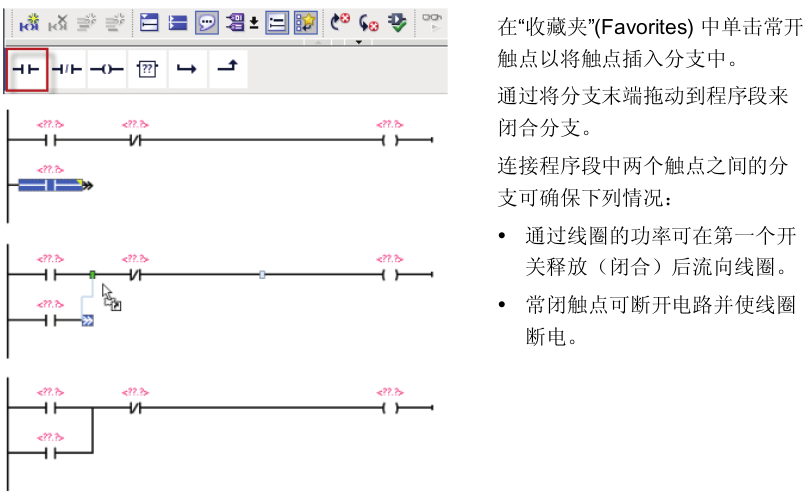 ??
在“收藏夹”(Favorites) 中单击常开
触点以将触点插入分支中。
通过将分支末端拖动到程序段来
闭合分支。
连接程序段中两个触点之间的分
支可确保下列情况：
• 通过线圈的功率可在第一个开
关释放（闭合）后流向线圈。
• 常闭触点可断开电路并使线圈
断电。
<??.?> <??.?> <??.?>
<??.?>
<??.?> <??.?> <??.?>
<??.?>
<??.?> <??.?> <??.?>
<??.?>